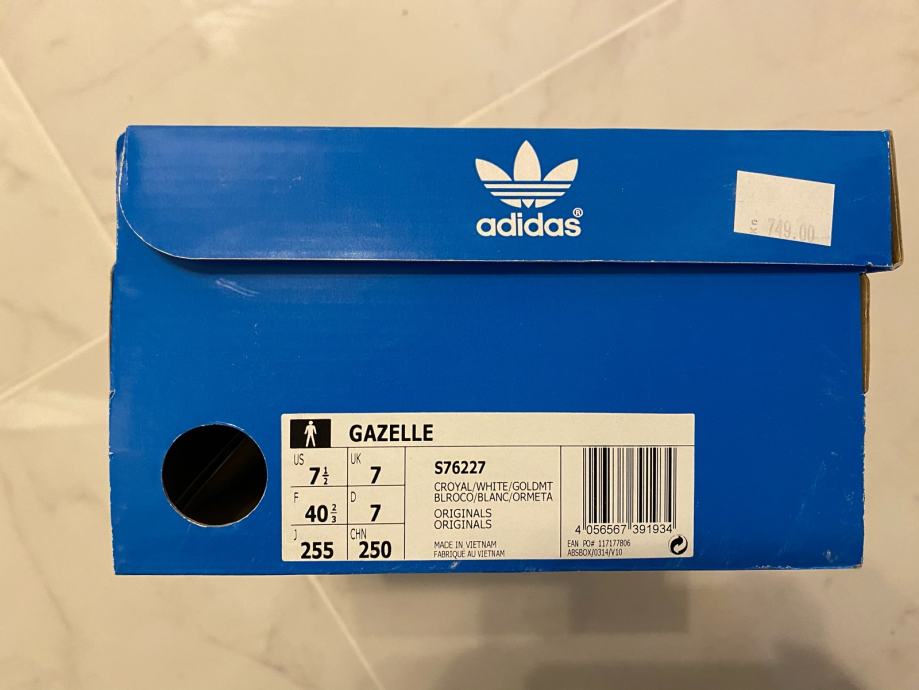 adidas®
749.00
GAZELLE
US 7½ UK 7
F 40⅔ D 7
J 255 CHN 250
S76227
CROYAL/WHITE/GOLDMT
BLROCO/BLANC/ORMETA
ORIGINALS
ORIGINALS
MADE IN VIETNAM
FABRIQUÉ AU VIETNAM
4 056567 391934
EAN PO# 117177806
ABSBOX/0314/V10